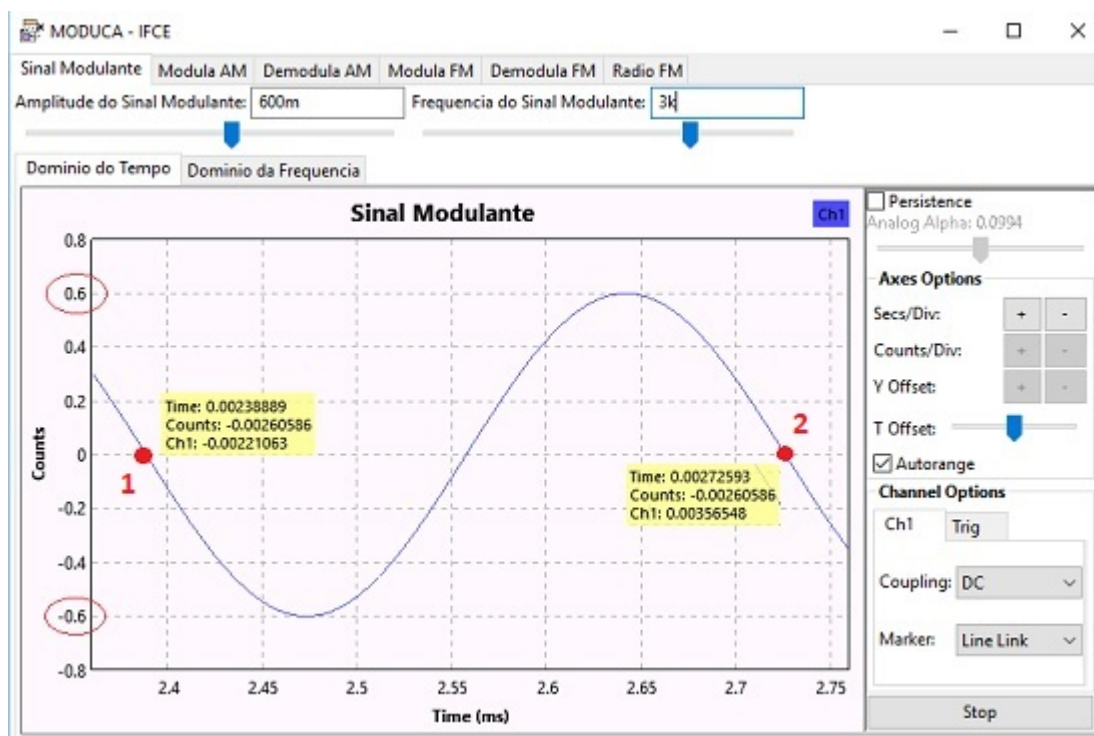 MODUCA - IFCE
Sinal Modulante Modula AM Demodula AM Modula FM Demodula FM Radio FM
Amplitude do Sinal Modulante: 600m Frequencia do Sinal Modulante: 3k
Dominio do Tempo Dominio da Frequencia
Sinal Modulante
Ch1
0.8
0.6
0.4
0.2
0
-0.2
-0.4
-0.6
-0.8
Counts
Time: 0.00238889
Counts: -0.00260586
Ch1: -0.00221063
1
2
Time: 0.00272593
Counts: -0.00260586
Ch1: 0.00356548
2.4 2.45 2.5 2.55 2.6 2.65 2.7 2.75
Time (ms)
Persistence
Analog Alpha: 0.0994
Axes Options
Secs/Div: + -
Counts/Div: + -
Y Offset: + -
T Offset:
Autorange
Channel Options
Ch1 Trig
Coupling: DC
Marker: Line Link
Stop